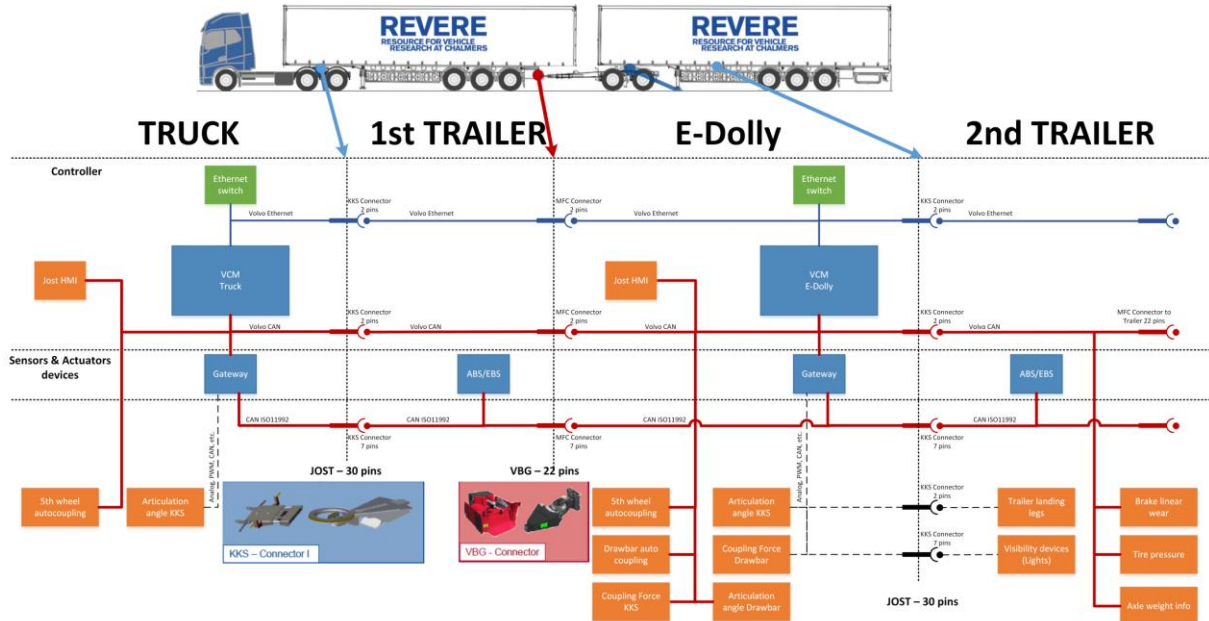 REVERE
RESOURCE FOR VEHICLE
RESEARCH AT CHALMERS
REVERE
RESOURCE FOR VEHICLE
RESEARCH AT CHALMERS
TRUCK
1st TRAILER
E-Dolly
2nd TRAILER
Controller
Ethernet
switch
Ethernet
switch
KKS Connector
2 pins
MFC Connector
2 pins
KKS Connector
2 pins
Volvo Ethernet
Volvo Ethernet
Volvo Ethernet
Volvo Ethernet
Jost HMI
VCM
Truck
Jost HMI
VCM
E-Dolly
KKS Connector
2 pins
MFC Connector
2 pins
KKS Connector
2 pins
MFC Connector to
Trailer 22 pins
Volvo CAN
Volvo CAN
Volvo CAN
Volvo CAN
Sensors & Actuators
devices
Gateway
ABS/EBS
Gateway
ABS/EBS
CAN ISO11992
CAN ISO11992
CAN ISO11992
CAN ISO11992
KKS Connector
7 pins
MFC Connector
7 pins
KKS Connector
7 pins
Analog, PWM, CAN, etc.
Analog, PWM, CAN, etc.
JOST – 30 pins
VBG – 22 pins
5th wheel
autocoupling
Articulation
angle KKS
KKS – Connector I
VBG - Connector
5th wheel
autocoupling
Articulation
angle KKS
KKS Connector
2 pins
Trailer landing
legs
Brake linear
wear
Drawbar auto
coupling
Coupling Force
Drawbar
KKS Connector
7 pins
Visibility devices
(Lights)
Tire pressure
Coupling Force
KKS
Articulation
angle Drawbar
JOST – 30 pins
Axle weight info